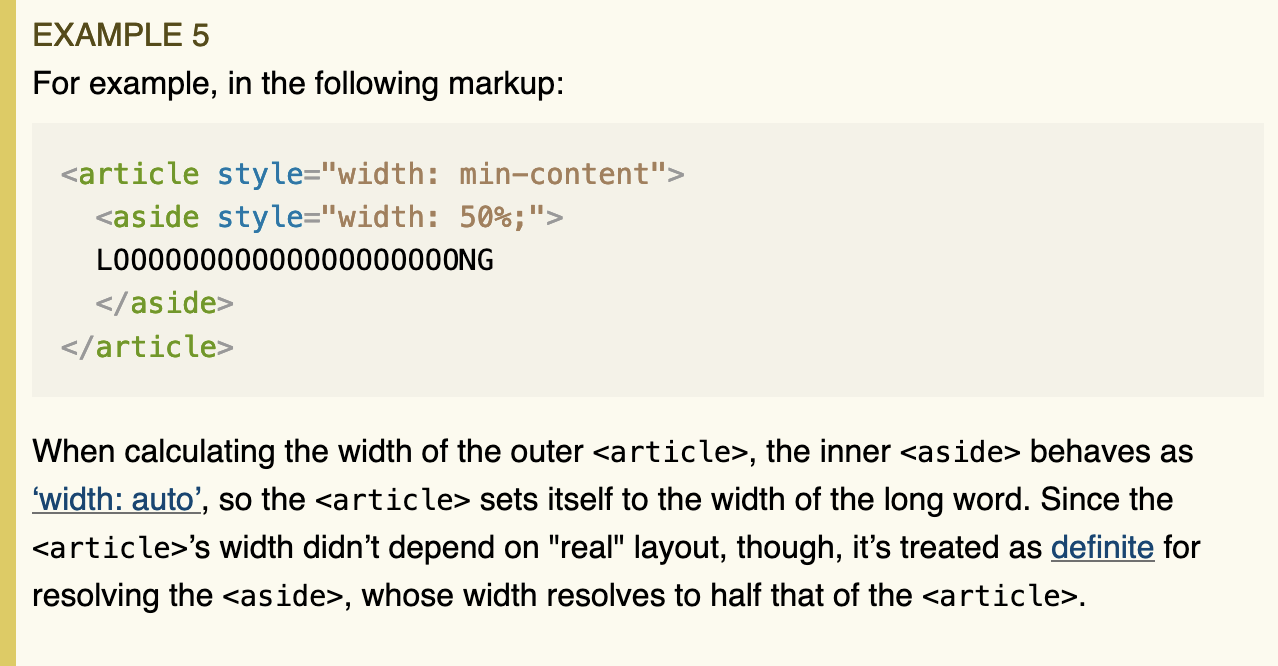 EXAMPLE 5
For example, in the following markup:
<article style="width: min-content">
<aside style="width: 50%;">
LOOOOOOOOOOOOOOOOOOOONG
</aside>
</article>
When calculating the width of the outer <article>, the inner <aside> behaves as
‘width: auto’, so the <article> sets itself to the width of the long word. Since the
<article>’s width didn’t depend on "real" layout, though, it’s treated as definite for
resolving the <aside>, whose width resolves to half that of the <article>.